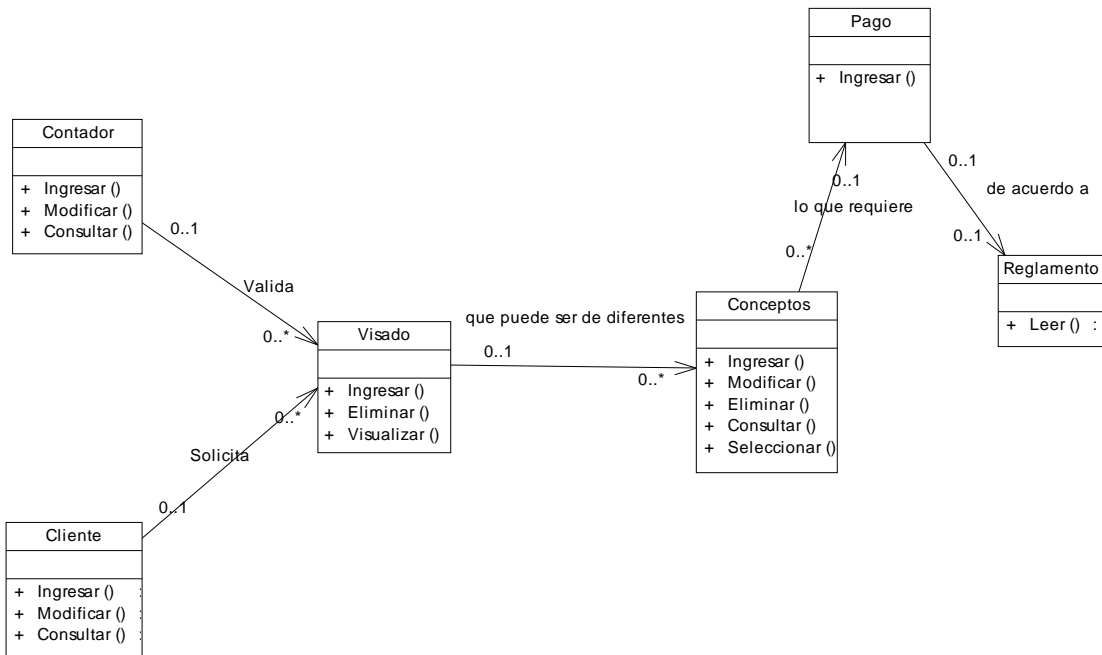 Pago
+ Ingresar ()
Contador
+ Ingresar ()
+ Modificar ()
+ Consultar ()
0..1
Valida
0..*
0..1
lo que requiere
0..*
0..1
de acuerdo a
0..1
Reglamento
+ Leer () :
Visado
+ Ingresar ()
+ Eliminar ()
+ Visualizar ()
que puede ser de diferentes
0..1
0..*
Conceptos
+ Ingresar ()
+ Modificar ()
+ Eliminar ()
+ Consultar ()
+ Seleccionar ()
0..*
Solicita
0..1
Cliente
+ Ingresar () :
+ Modificar () :
+ Consultar () :